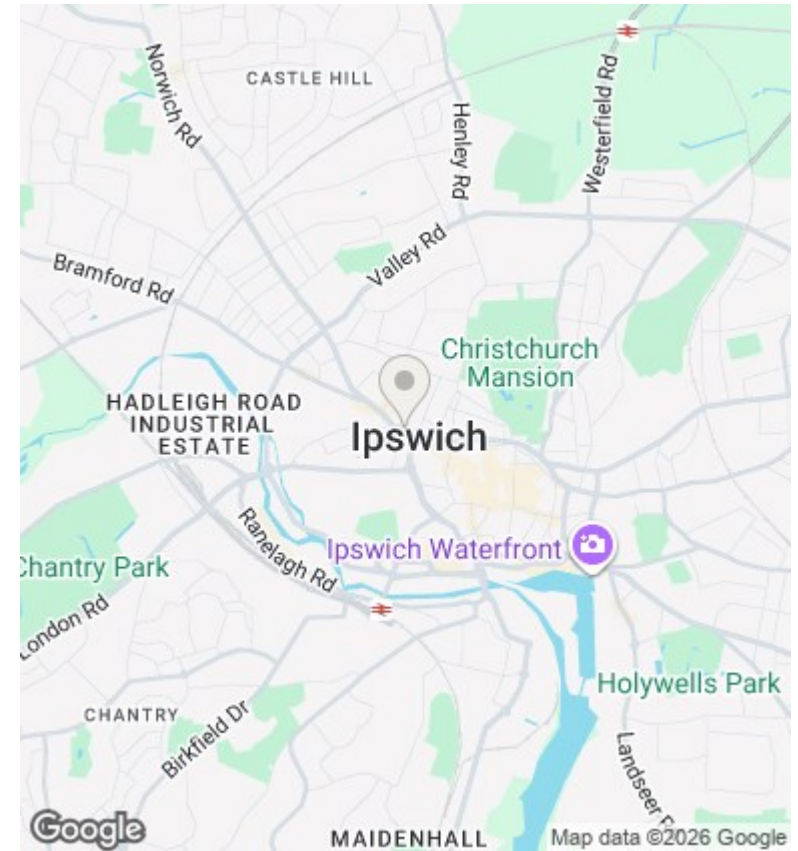 CASTLE HILL
Norwich Rd
Henley Rd
Westerfield Rd
Valley Rd
Bramford Rd
Christchurch
Mansion
HADLEIGH ROAD
INDUSTRIAL
ESTATE
Ipswich
Ipswich Waterfront
Ranelagh Rd
Chantry Park
London Rd
Holywells Park
CHANTRY
Birkfield Dr
Landseer Rd
MAIDENHALL
Google
Map data ©2026 Google